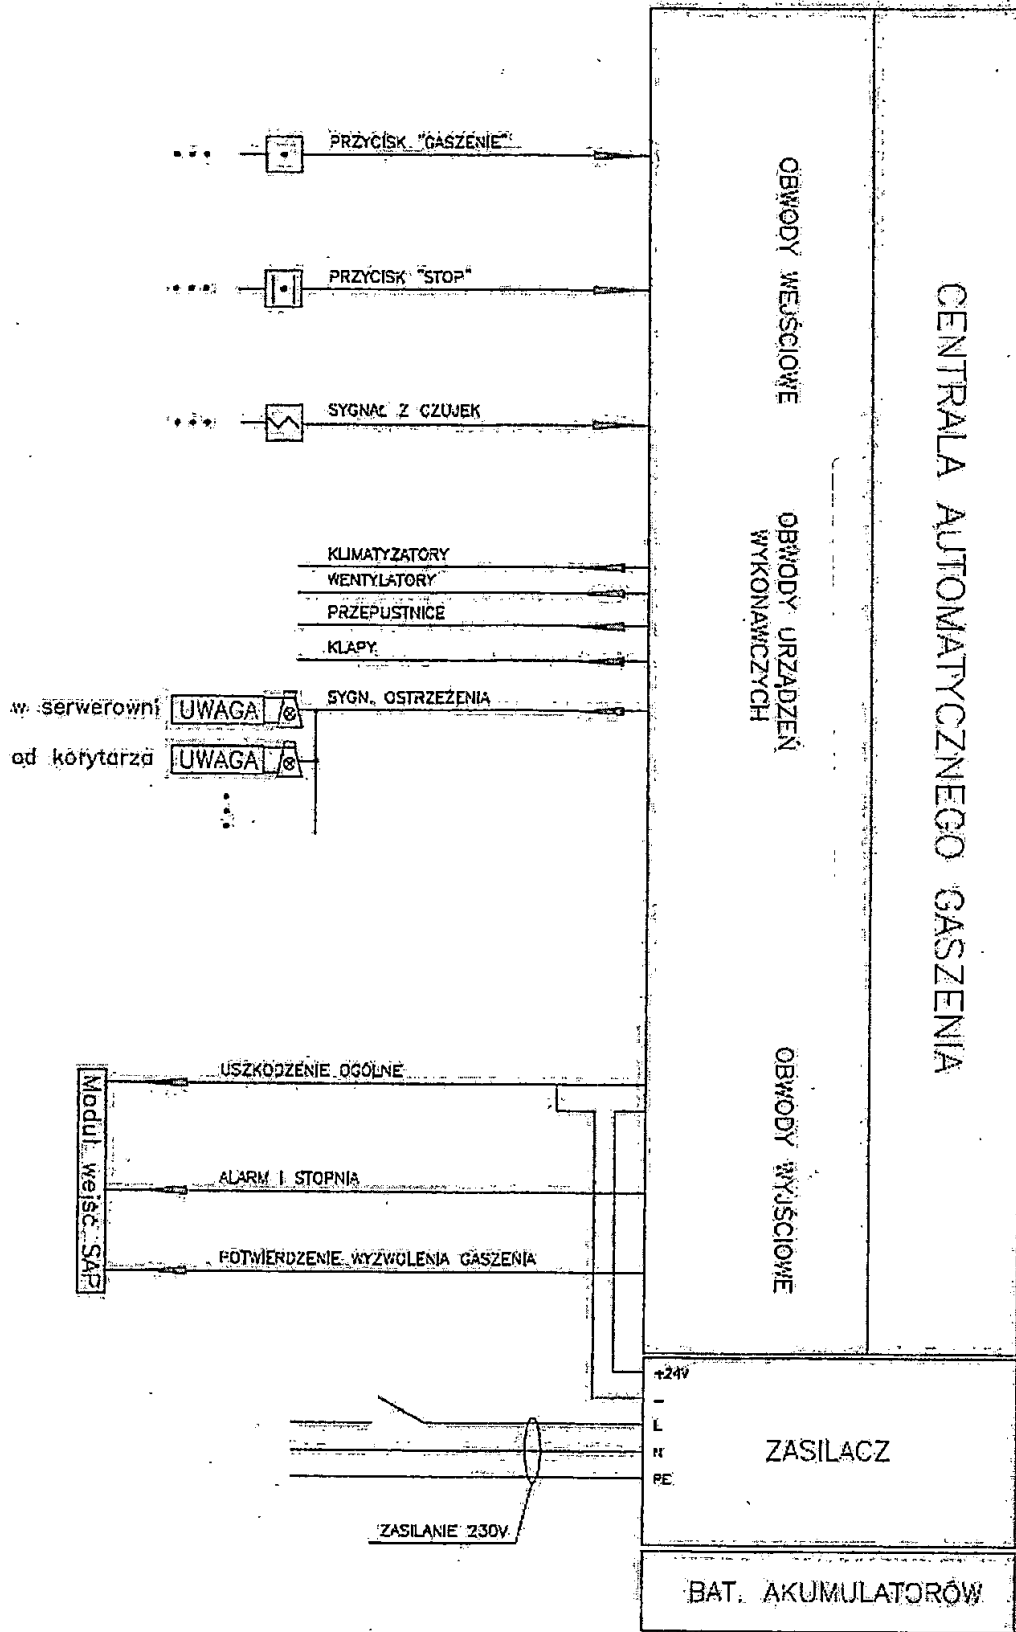 CENTRALA AUTOMATYCZNEGO GASZENIA
OBWODY WEJŚCIOWE
PRZYCISK "GASZENIE"
PRZYCISK "STOP"
SYGNAŁ Z CZUJEK
OBWODY URZĄDZEŃ
WYKONAWCZYCH
KLIMATYZATORY
WENTYLATORY
PRZEPUSTNICE
KLAPY
SYGN. OSTRZEŻENIA
w serwerowni UWAGA
od korytarza UWAGA
OBWODY WYJŚCIOWE
USZKODZENIE OGÓLNE
ALARM I STOPNIA
POTWIERDZENIE WYZWOLENIA GASZENIA
Moduł wejść SAP
+24V
-
L
N
PE
ZASILACZ
ZASILANIE 230V
BAT. AKUMULATORÓW